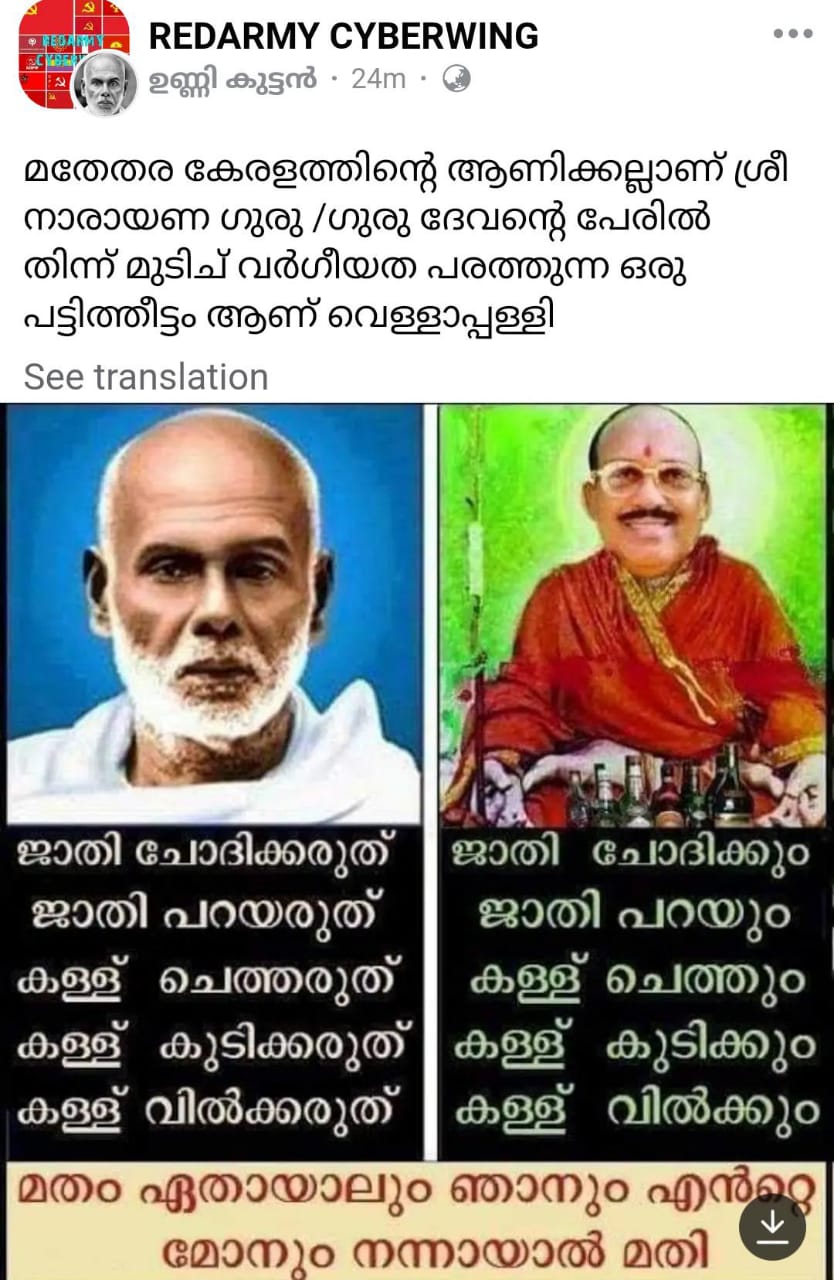 REDARMY CYBERWING
ഉണ്ണി കുട്ടൻ · 24m ·
മതേതര കേരളത്തിന്റെ ആണിക്കല്ലാണ് ശ്രീ
നാരായണ ഗുരു /ഗുരു ദേവന്റെ പേരിൽ
തിന്ന് മുടിച് വർഗീയത പരത്തുന്ന ഒരു
പട്ടിത്തീട്ടം ആണ് വെള്ളാപ്പള്ളി
See translation
ജാതി ചോദിക്കരുത്
ജാതി പറയരുത്
കള്ള് ചെത്തരുത്
കള്ള് കുടിക്കരുത്
കള്ള് വിൽക്കരുത്
ജാതി ചോദിക്കും
ജാതി പറയും
കള്ള് ചെത്തും
കള്ള് കുടിക്കും
കള്ള് വിൽക്കും
മതം ഏതായാലും ഞാനും എൻറ്റെ
മോനും നന്നായാൽ മതി